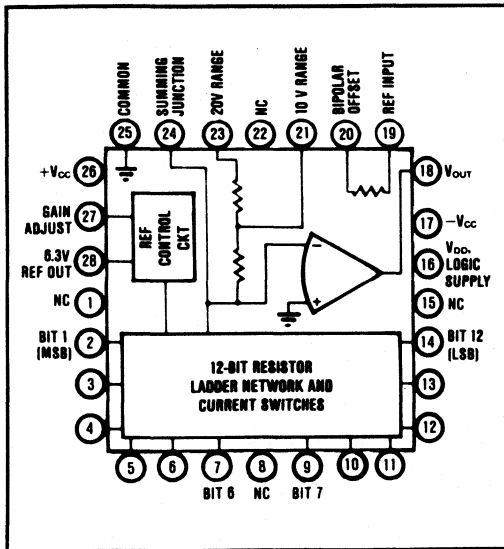 COMMON
SUMMING
JUNCTION
20V RANGE
NC
10 V RANGE
BIPOLAR
OFFSET
REF INPUT
25
24
23
22
21
20
19
+VCC
26
18
VOUT
GAIN
ADJUST
27
17
−VCC
REF
CONTROL
CKT
6.3V
REF OUT
28
16
VDD,
LOGIC
SUPPLY
−
+
NC
1
15
NC
BIT 1
(MSB)
2
14
BIT 12
(LSB)
12-BIT RESISTOR
LADDER NETWORK AND
CURRENT SWITCHES
3
13
4
12
5
6
7
8
9
10
11
BIT 6
NC
BIT 7